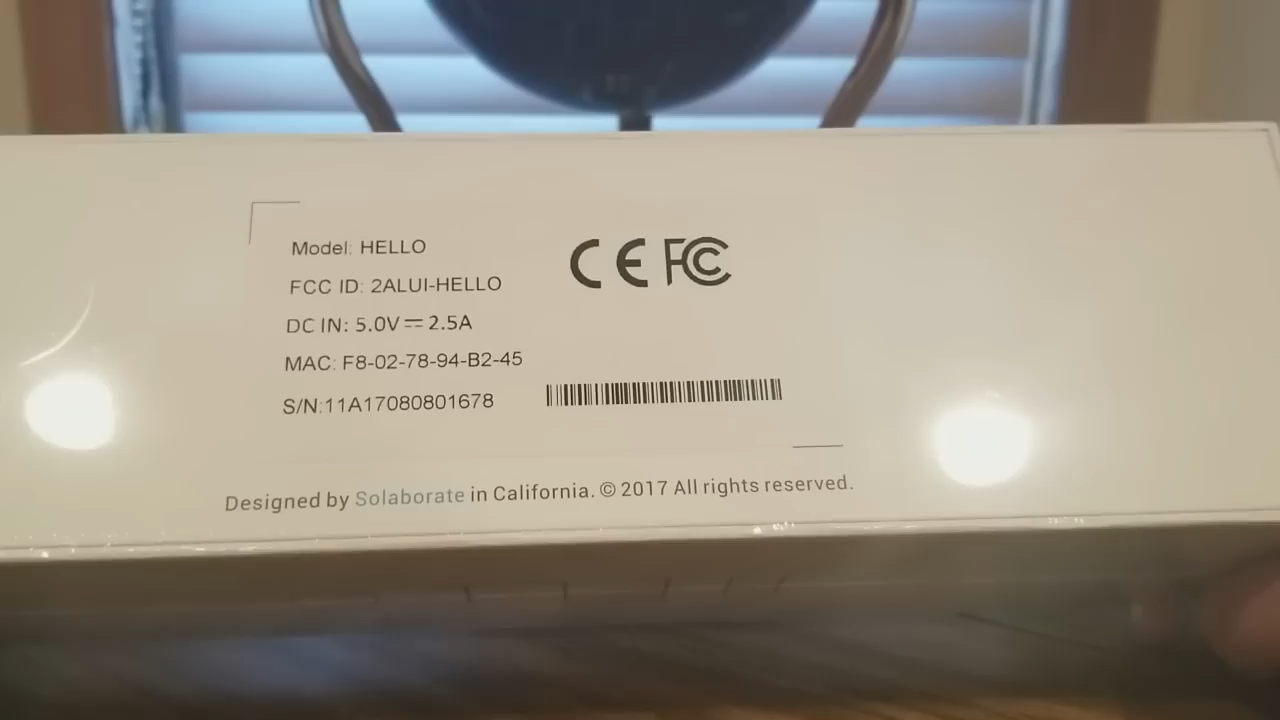 Model: HELLO
FCC ID: 2ALUI-HELLO
DC IN: 5.0V⎓2.5A
MAC: F8-02-78-94-B2-45
S/N:11A17080801678
CE FC
Designed by Solaborate in California. © 2017 All rights reserved.